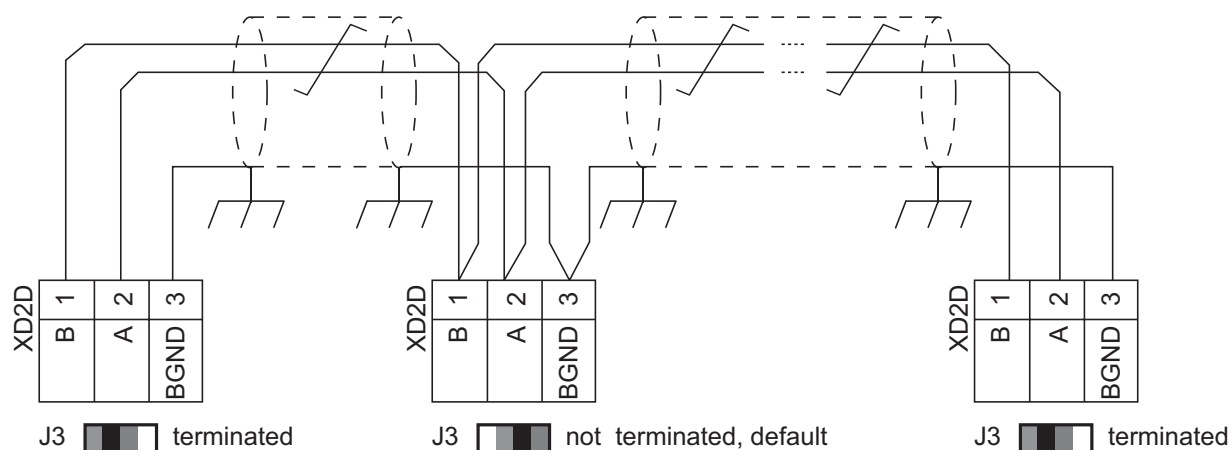 XD2D
1 2 3
B A BGND
XD2D
1 2 3
B A BGND
XD2D
1 2 3
B A BGND
J3 terminated
J3 not terminated, default
J3 terminated